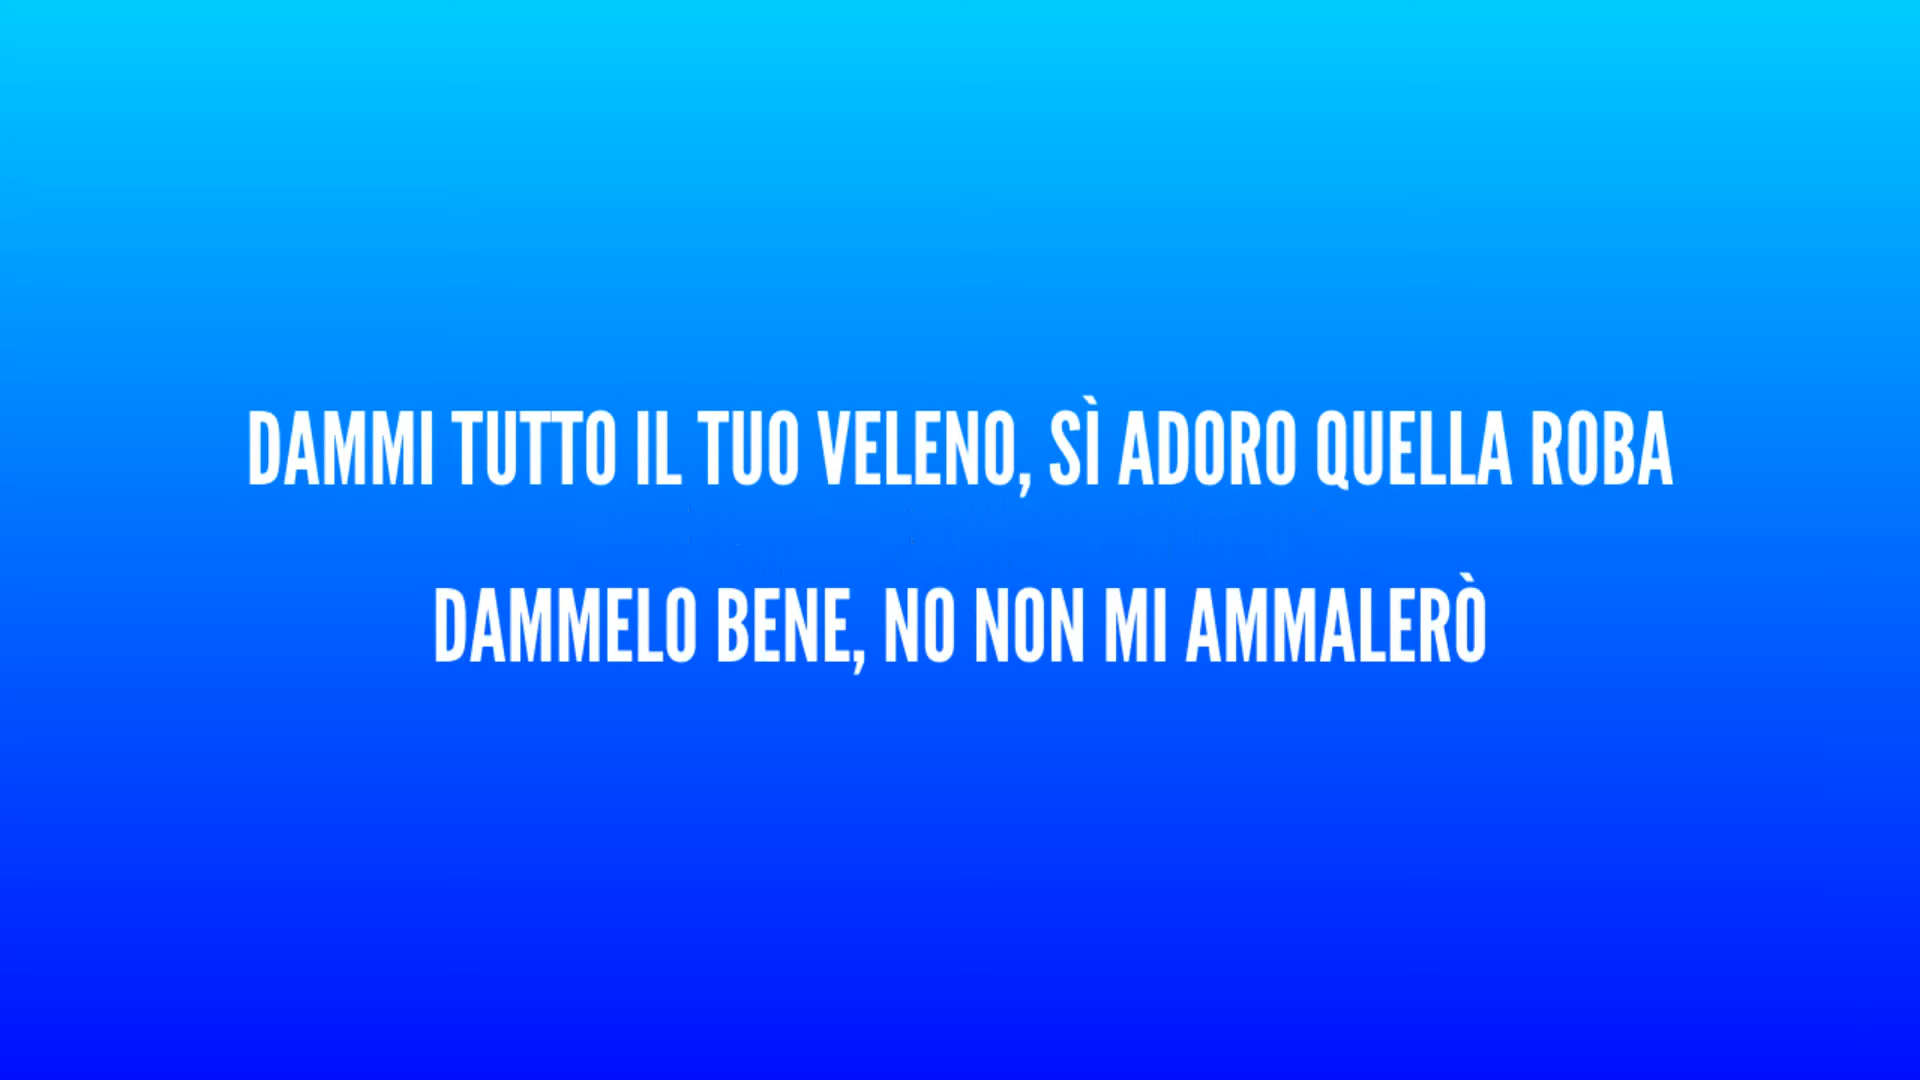 DAMMI TUTTO IL TUO VELENO, SÌ ADORO QUELLA ROBA
DAMMELO BENE, NO NON MI AMMALERÒ